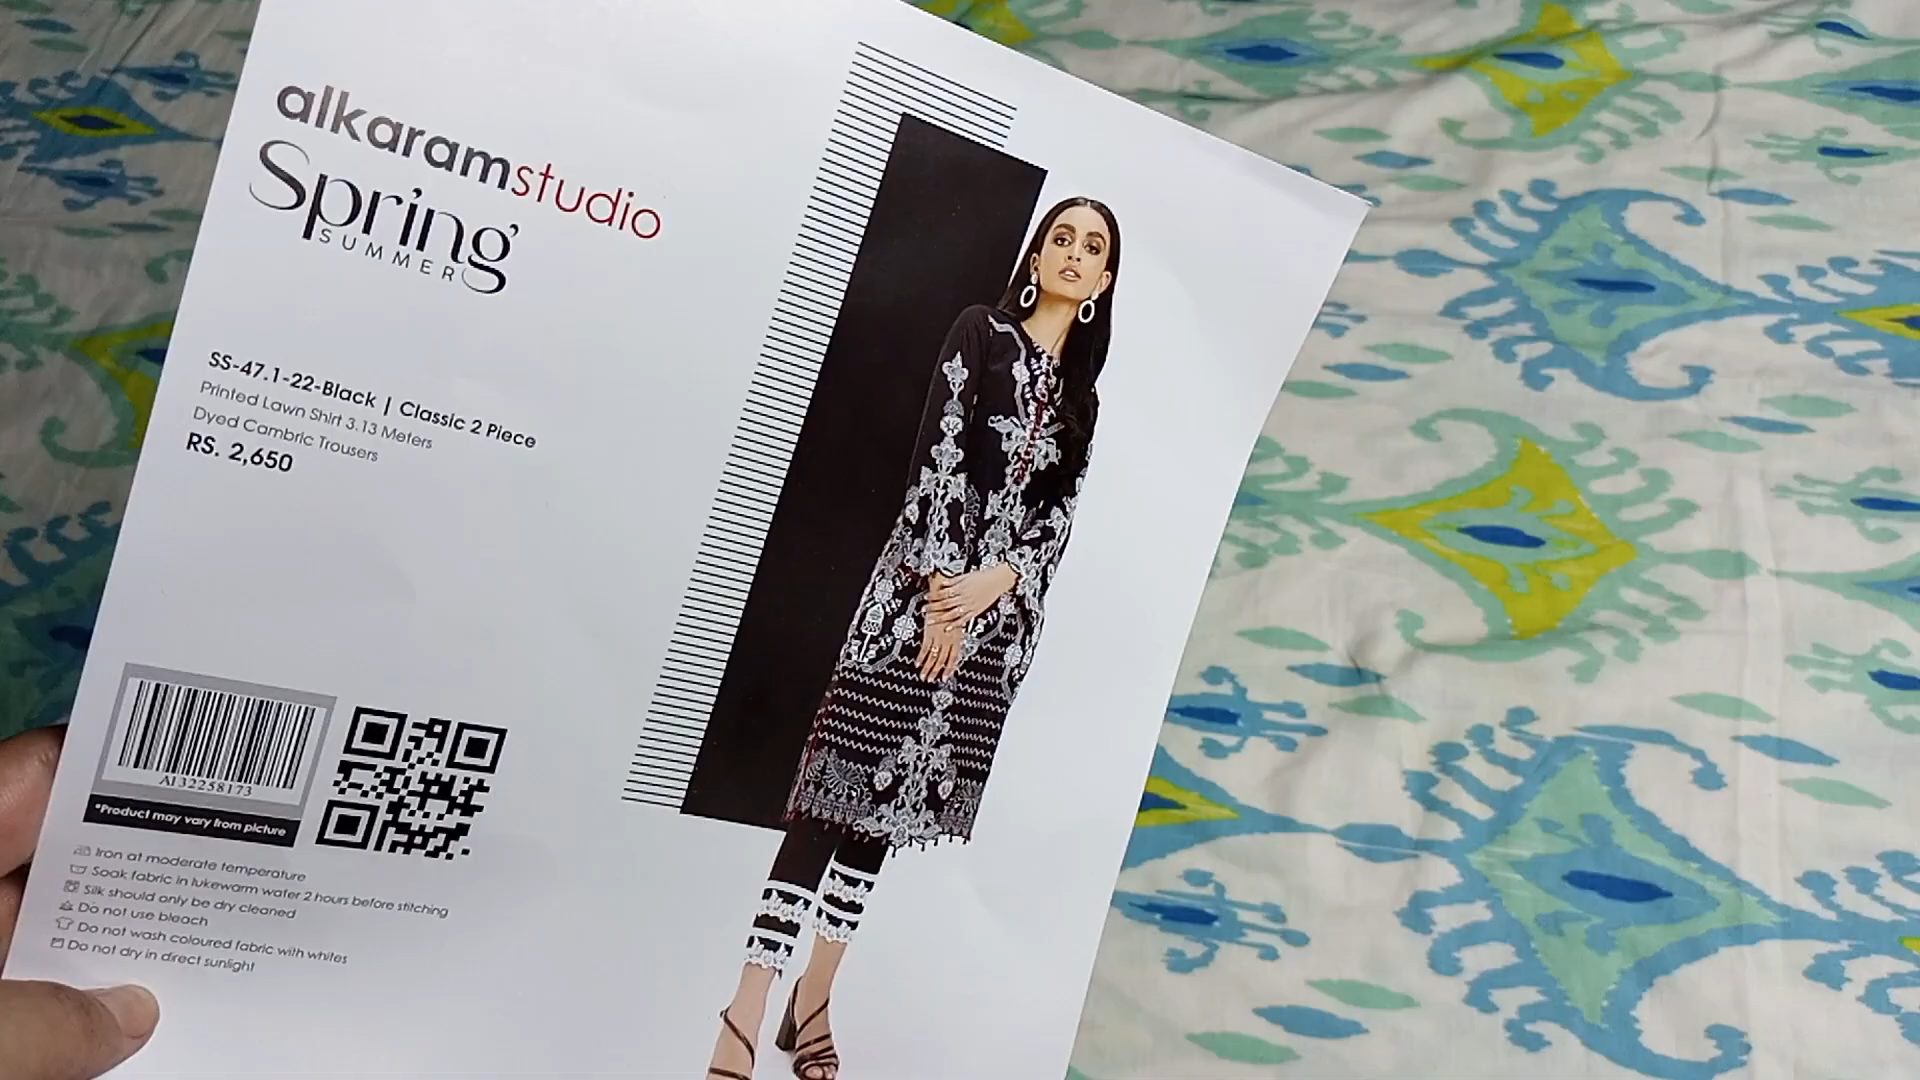 alkaramstudio
Spring
SUMMER
SS-47.1-22-Black | Classic 2 Piece
Printed Lawn Shirt 3.13 Meters
Dyed Cambric Trousers
RS. 2,650
A132258173
*Product may vary from picture
Iron at moderate temperature
Soak fabric in lukewarm water 2 hours before stitching
Silk should only be dry cleaned
Do not use bleach
Do not wash coloured fabric with whites
Do not dry in direct sunlight